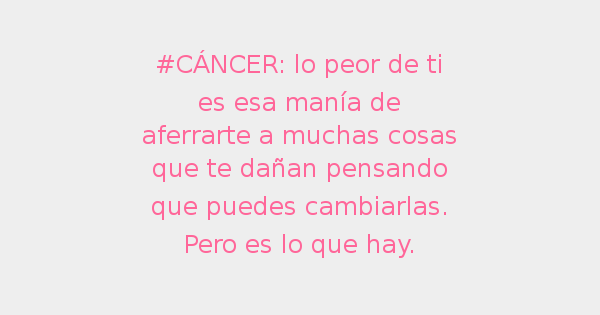 #CÁNCER: lo peor de ti
es esa manía de
aferrarte a muchas cosas
que te dañan pensando
que puedes cambiarlas.
Pero es lo que hay.